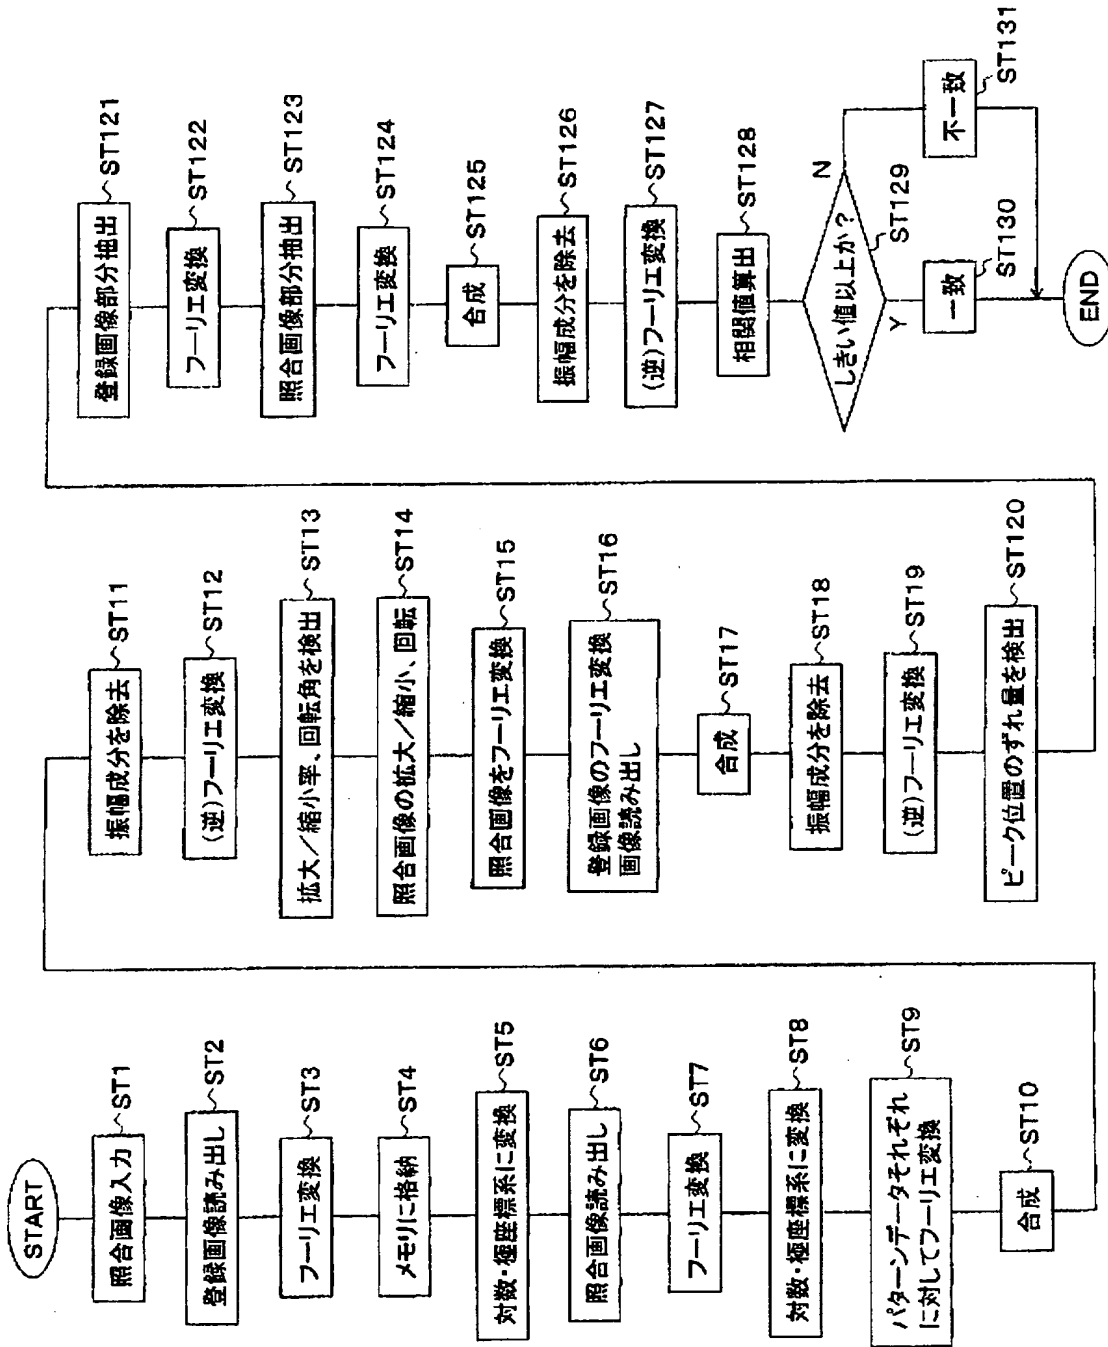 START
照合画像入力
ST1
登録画像読み出し
ST2
フーリエ変換
ST3
メモリに格納
ST4
対数・極座標系に変換
ST5
照合画像読み出し
ST6
フーリエ変換
ST7
対数・極座標系に変換
ST8
パターンデータそれぞれ
に対してフーリエ変換
ST9
合成
ST10
振幅成分を除去
ST11
(逆)フーリエ変換
ST12
拡大／縮小率、回転角を検出
ST13
照合画像の拡大／縮小、回転
ST14
照合画像をフーリエ変換
ST15
登録画像のフーリエ変換
画像読み出し
ST16
合成
ST17
振幅成分を除去
ST18
(逆)フーリエ変換
ST19
ピーク位置のずれ量を検出
ST120
登録画像部分抽出
ST121
フーリエ変換
ST122
照合画像部分抽出
ST123
フーリエ変換
ST124
合成
ST125
振幅成分を除去
ST126
(逆)フーリエ変換
ST127
相関値算出
ST128
しきい値以上か？
ST129
N
Y
一致
ST130
不一致
ST131
END